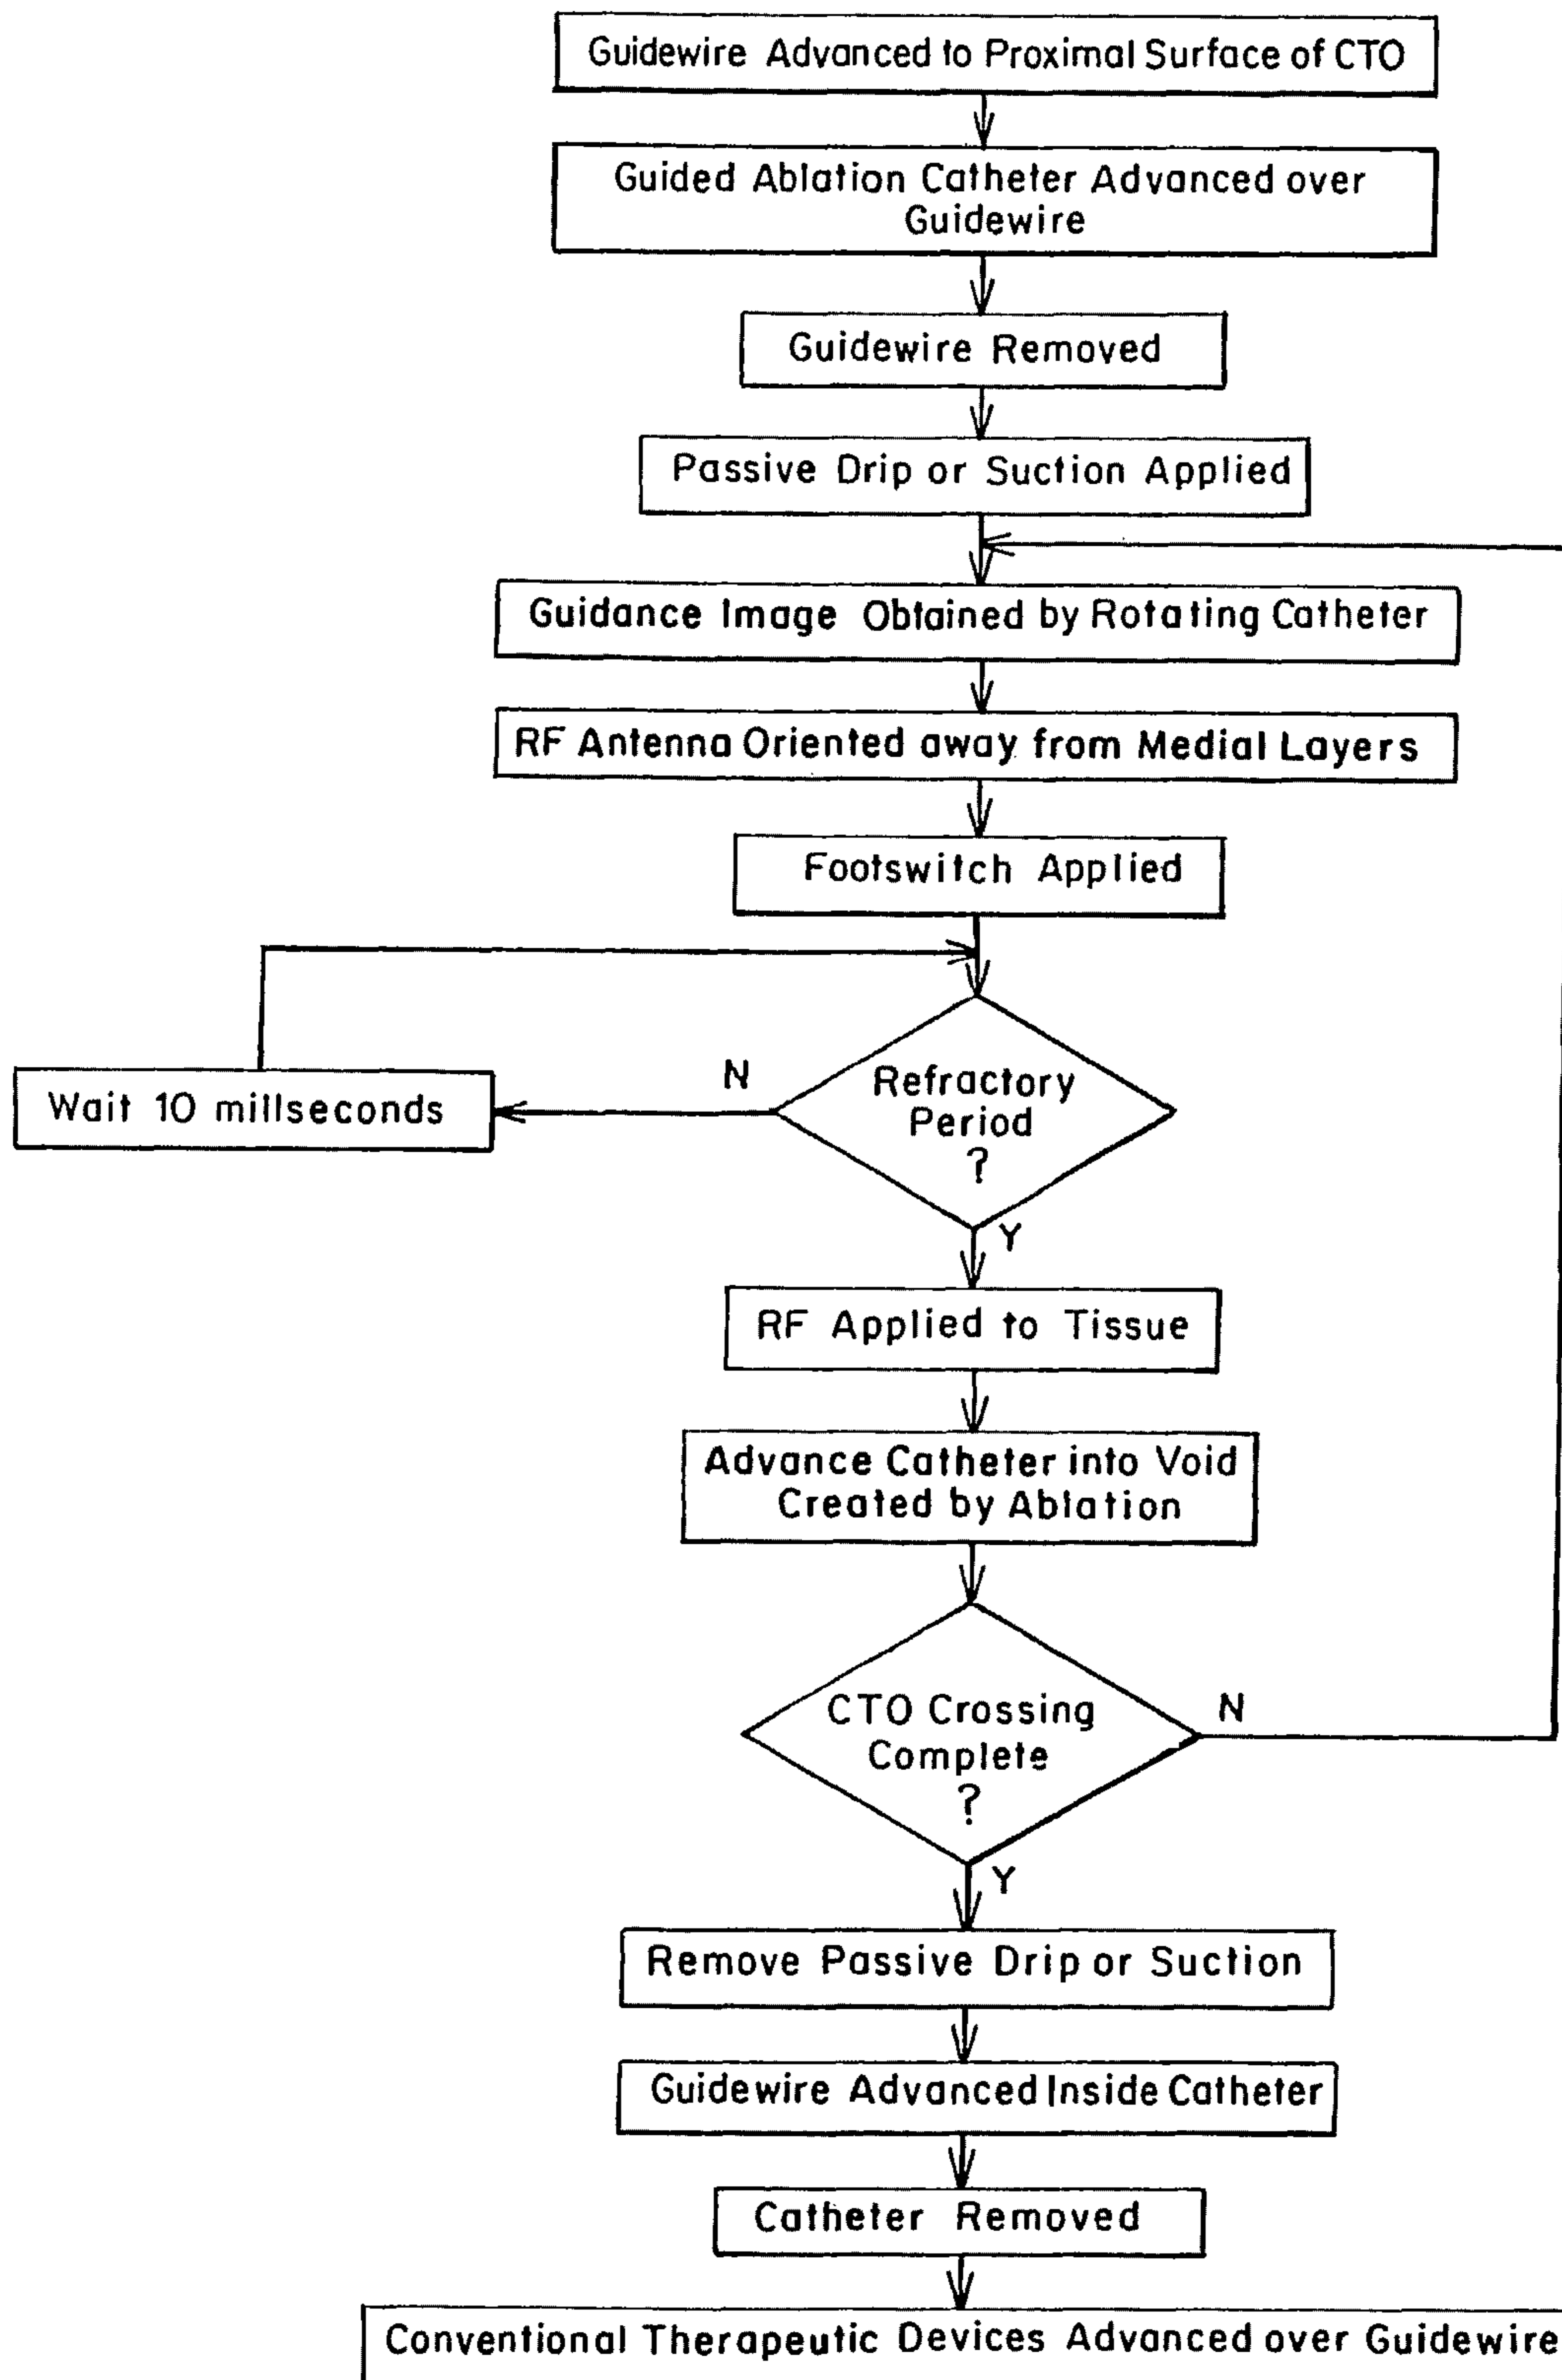 Guidewire Advanced to Proximal Surface of CTO
Guided Ablation Catheter Advanced over
Guidewire
Guidewire Removed
Passive Drip or Suction Applied
Guidance Image Obtained by Rotating Catheter
RF Antenna Oriented away from Medial Layers
Footswitch Applied
Refractory
Period
?
N
Wait 10 millseconds
Y
RF Applied to Tissue
Advance Catheter into Void
Created by Ablation
CTO Crossing
Complete
?
N
Y
Remove Passive Drip or Suction
Guidewire Advanced Inside Catheter
Catheter Removed
Conventional Therapeutic Devices Advanced over Guidewire